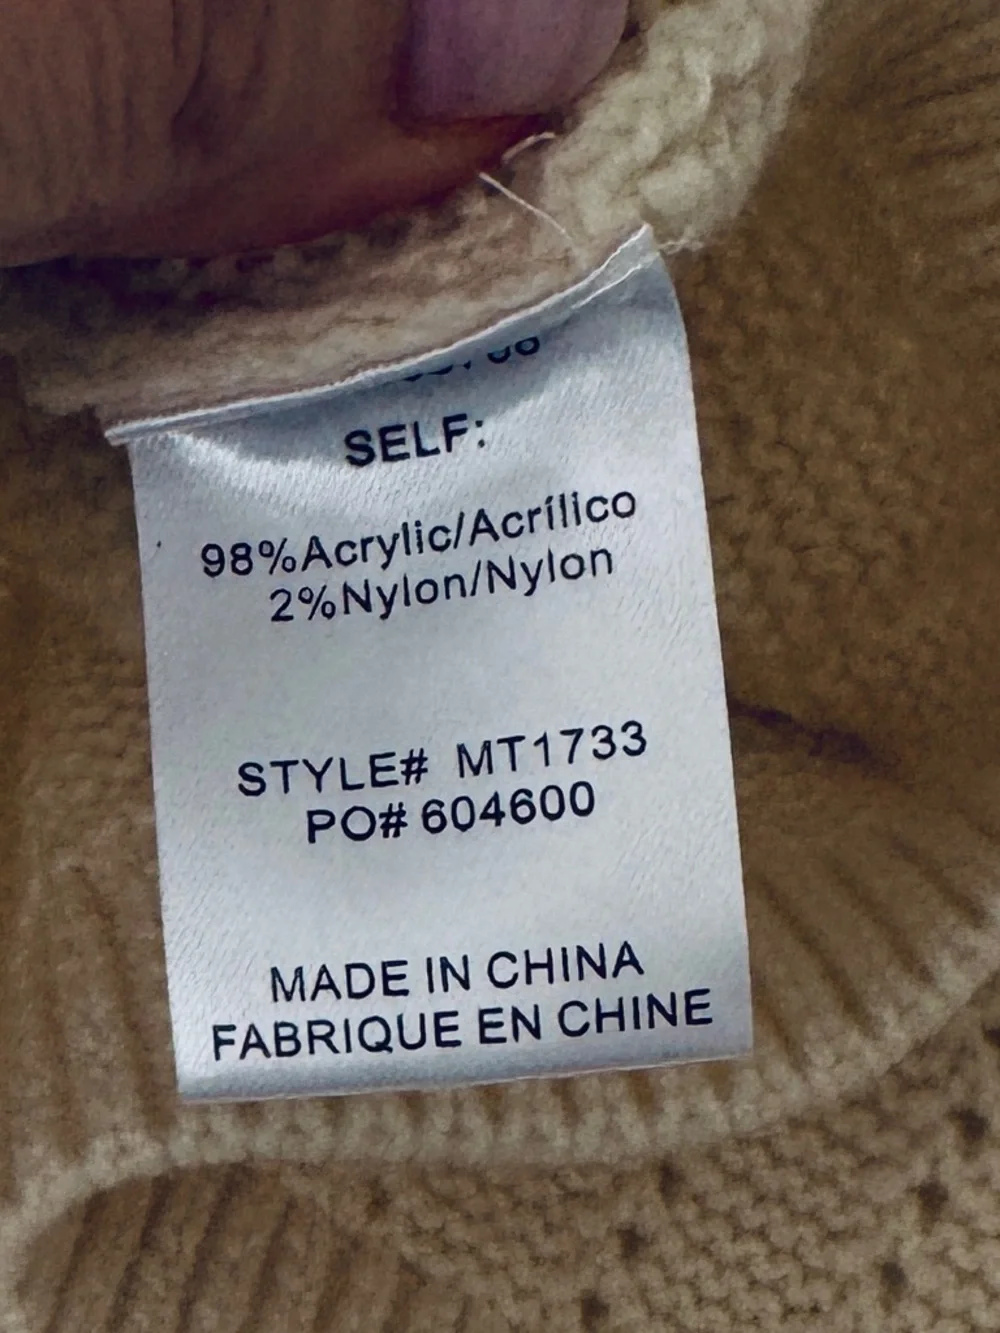 SELF:
98%Acrylic/Acrílico
2%Nylon/Nylon
STYLE# MT1733
PO# 604600
MADE IN CHINA
FABRIQUE EN CHINE